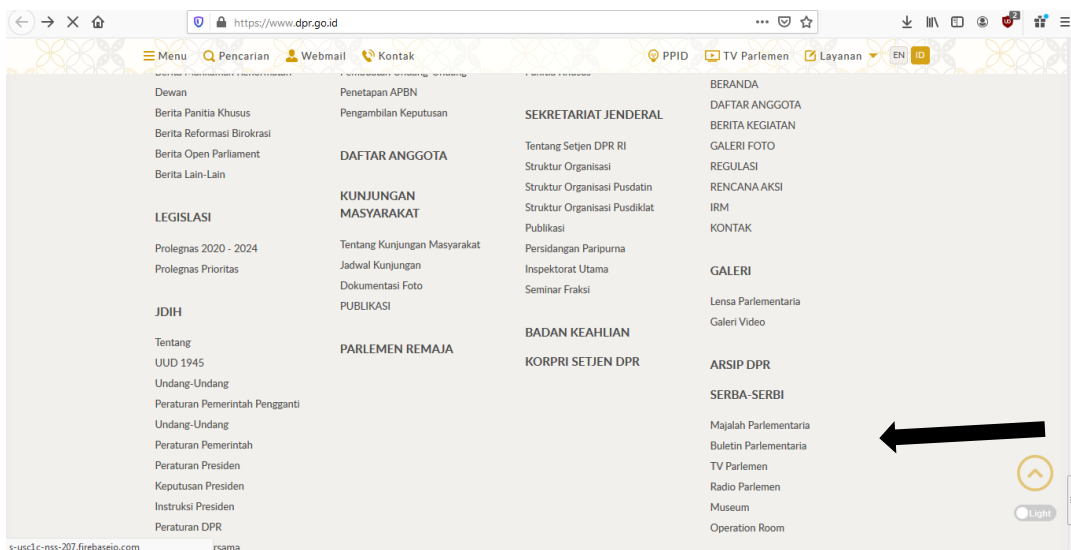 https://www.dpr.go.id
2
Menu Pencarian Webmail Kontak PPID TV Parlemen Layanan EN ID
Dewan
Berita Panitia Khusus
Berita Reformasi Birokrasi
Berita Open Parliament
Berita Lain-Lain
LEGISLASI
Prolegnas 2020 - 2024
Prolegnas Prioritas
JDIH
Tentang
UUD 1945
Undang-Undang
Peraturan Pemerintah Pengganti
Undang-Undang
Peraturan Pemerintah
Peraturan Presiden
Keputusan Presiden
Instruksi Presiden
Peraturan DPR
rsama
Penetapan APBN
Pengambilan Keputusan
DAFTAR ANGGOTA
KUNJUNGAN
MASYARAKAT
Tentang Kunjungan Masyarakat
Jadwal Kunjungan
Dokumentasi Foto
PUBLIKASI
PARLEMEN REMAJA
Panitia Khusus
SEKRETARIAT JENDERAL
Tentang Setjen DPR RI
Struktur Organisasi
Struktur Organisasi Pusdatin
Struktur Organisasi Pusdiklat
Publikasi
Persidangan Paripurna
Inspektorat Utama
Seminar Fraksi
BADAN KEAHLIAN
KORPRI SETJEN DPR
BERANDA
DAFTAR ANGGOTA
BERITA KEGIATAN
GALERI FOTO
REGULASI
RENCANA AKSI
IRM
KONTAK
GALERI
Lensa Parlementaria
Galeri Video
ARSIP DPR
SERBA-SERBI
Majalah Parlementaria
Buletin Parlementaria
TV Parlemen
Radio Parlemen
Museum
Operation Room
Light
s-usc1c-nss-207.firebaseio.com